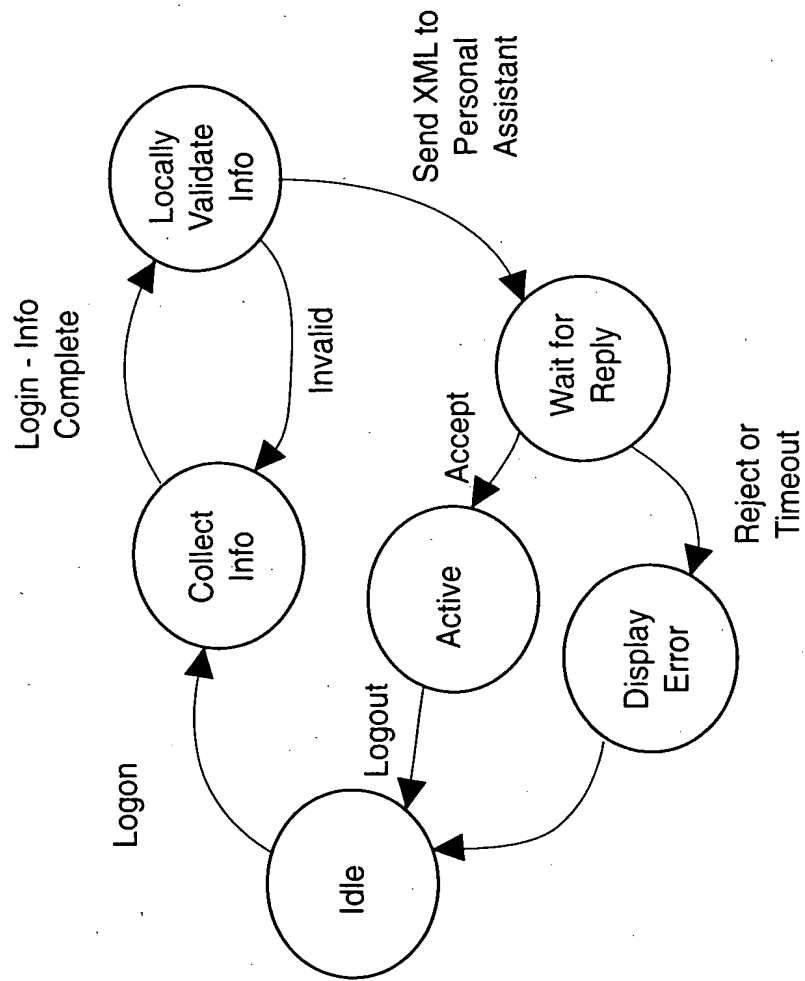 Logon
Login - Info
Complete
Collect
Info
Locally
Validate
Info
Invalid
Idle
Logout
Active
Accept
Wait for
Reply
Send XML to
Personal
Assistant
Display
Error
Reject or
Timeout